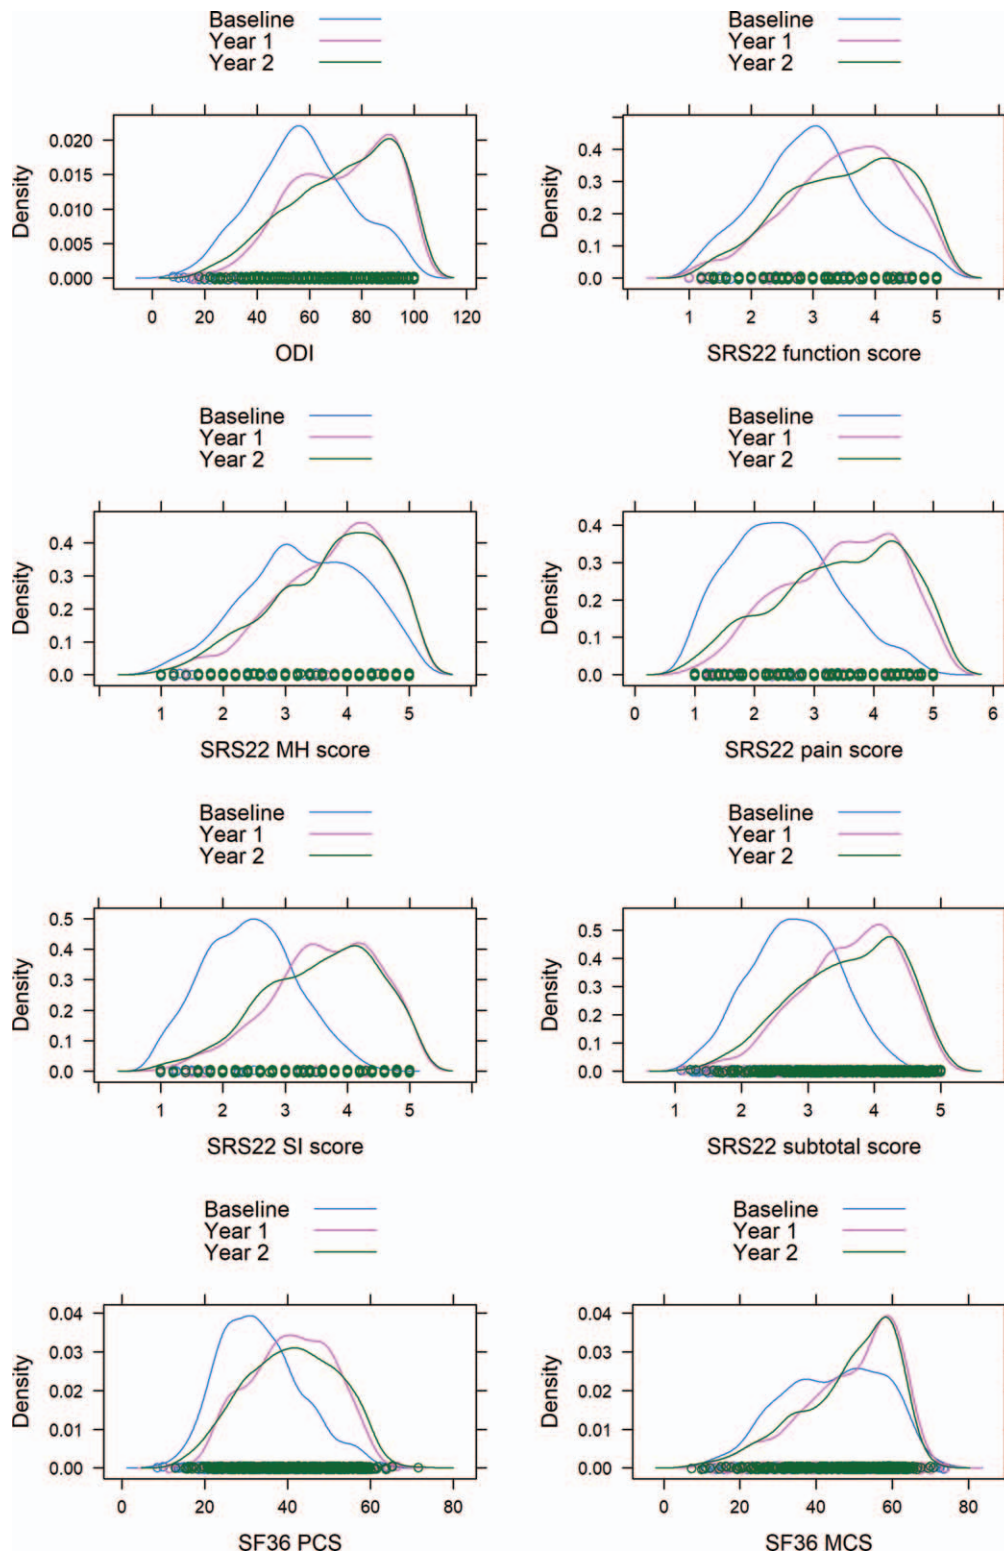 Baseline
Year 1
Year 2
Baseline
Year 1
Year 2
Density
0.020
0.015
0.010
0.005
0.000
0 20 40 60 80 100 120
ODI
Density
0.4
0.3
0.2
0.1
0.0
1 2 3 4 5
SRS22 function score
Baseline
Year 1
Year 2
Baseline
Year 1
Year 2
Density
0.4
0.3
0.2
0.1
0.0
1 2 3 4 5
SRS22 MH score
Density
0.4
0.3
0.2
0.1
0.0
0 1 2 3 4 5 6
SRS22 pain score
Baseline
Year 1
Year 2
Baseline
Year 1
Year 2
Density
0.5
0.4
0.3
0.2
0.1
0.0
1 2 3 4 5
SRS22 SI score
Density
0.5
0.4
0.3
0.2
0.1
0.0
1 2 3 4 5
SRS22 subtotal score
Baseline
Year 1
Year 2
Baseline
Year 1
Year 2
Density
0.04
0.03
0.02
0.01
0.00
0 20 40 60 80
SF36 PCS
Density
0.04
0.03
0.02
0.01
0.00
0 20 40 60 80
SF36 MCS